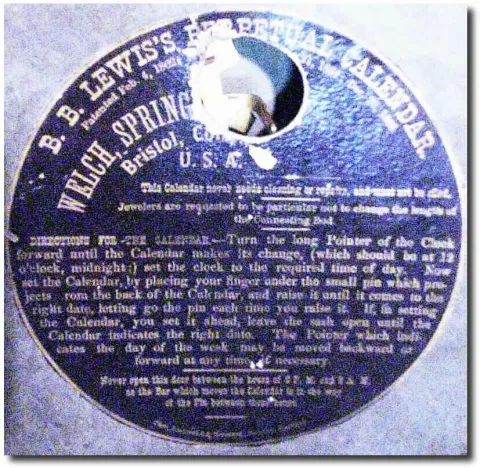 B. B. LEWIS'S PERPETUAL CALENDAR.
Patented Feb. 4, 1862
WELCH, SPRING
Bristol,
U. S. A.
This Calendar never needs cleaning or repairs, and must not be oiled.
Jewelers are requested to be particular not to change the length of
the Connecting Rod
DIRECTIONS FOR THE CALENDAR.—Turn the long Pointer of the Clock
forward until the Calendar makes its change, (which should be at 12
o'clock, midnight;) set the clock to the required time of day. Now
set the Calendar, by placing your finger under the small pin which pro-
jects rom the back of the Calendar, and raise it until it comes to the
right date, letting go the pin each time you raise it. If, in setting
the Calendar, you set it ahead, leave the sash open until the
Calendar indicates the right date. The Pointer which indi-
cates the day of the week may be moved backward or
forward at any time, if necessary.
Never open this door between the hours of
as the Bar which moves the Calendar is in the way
of the Pin between these hours.